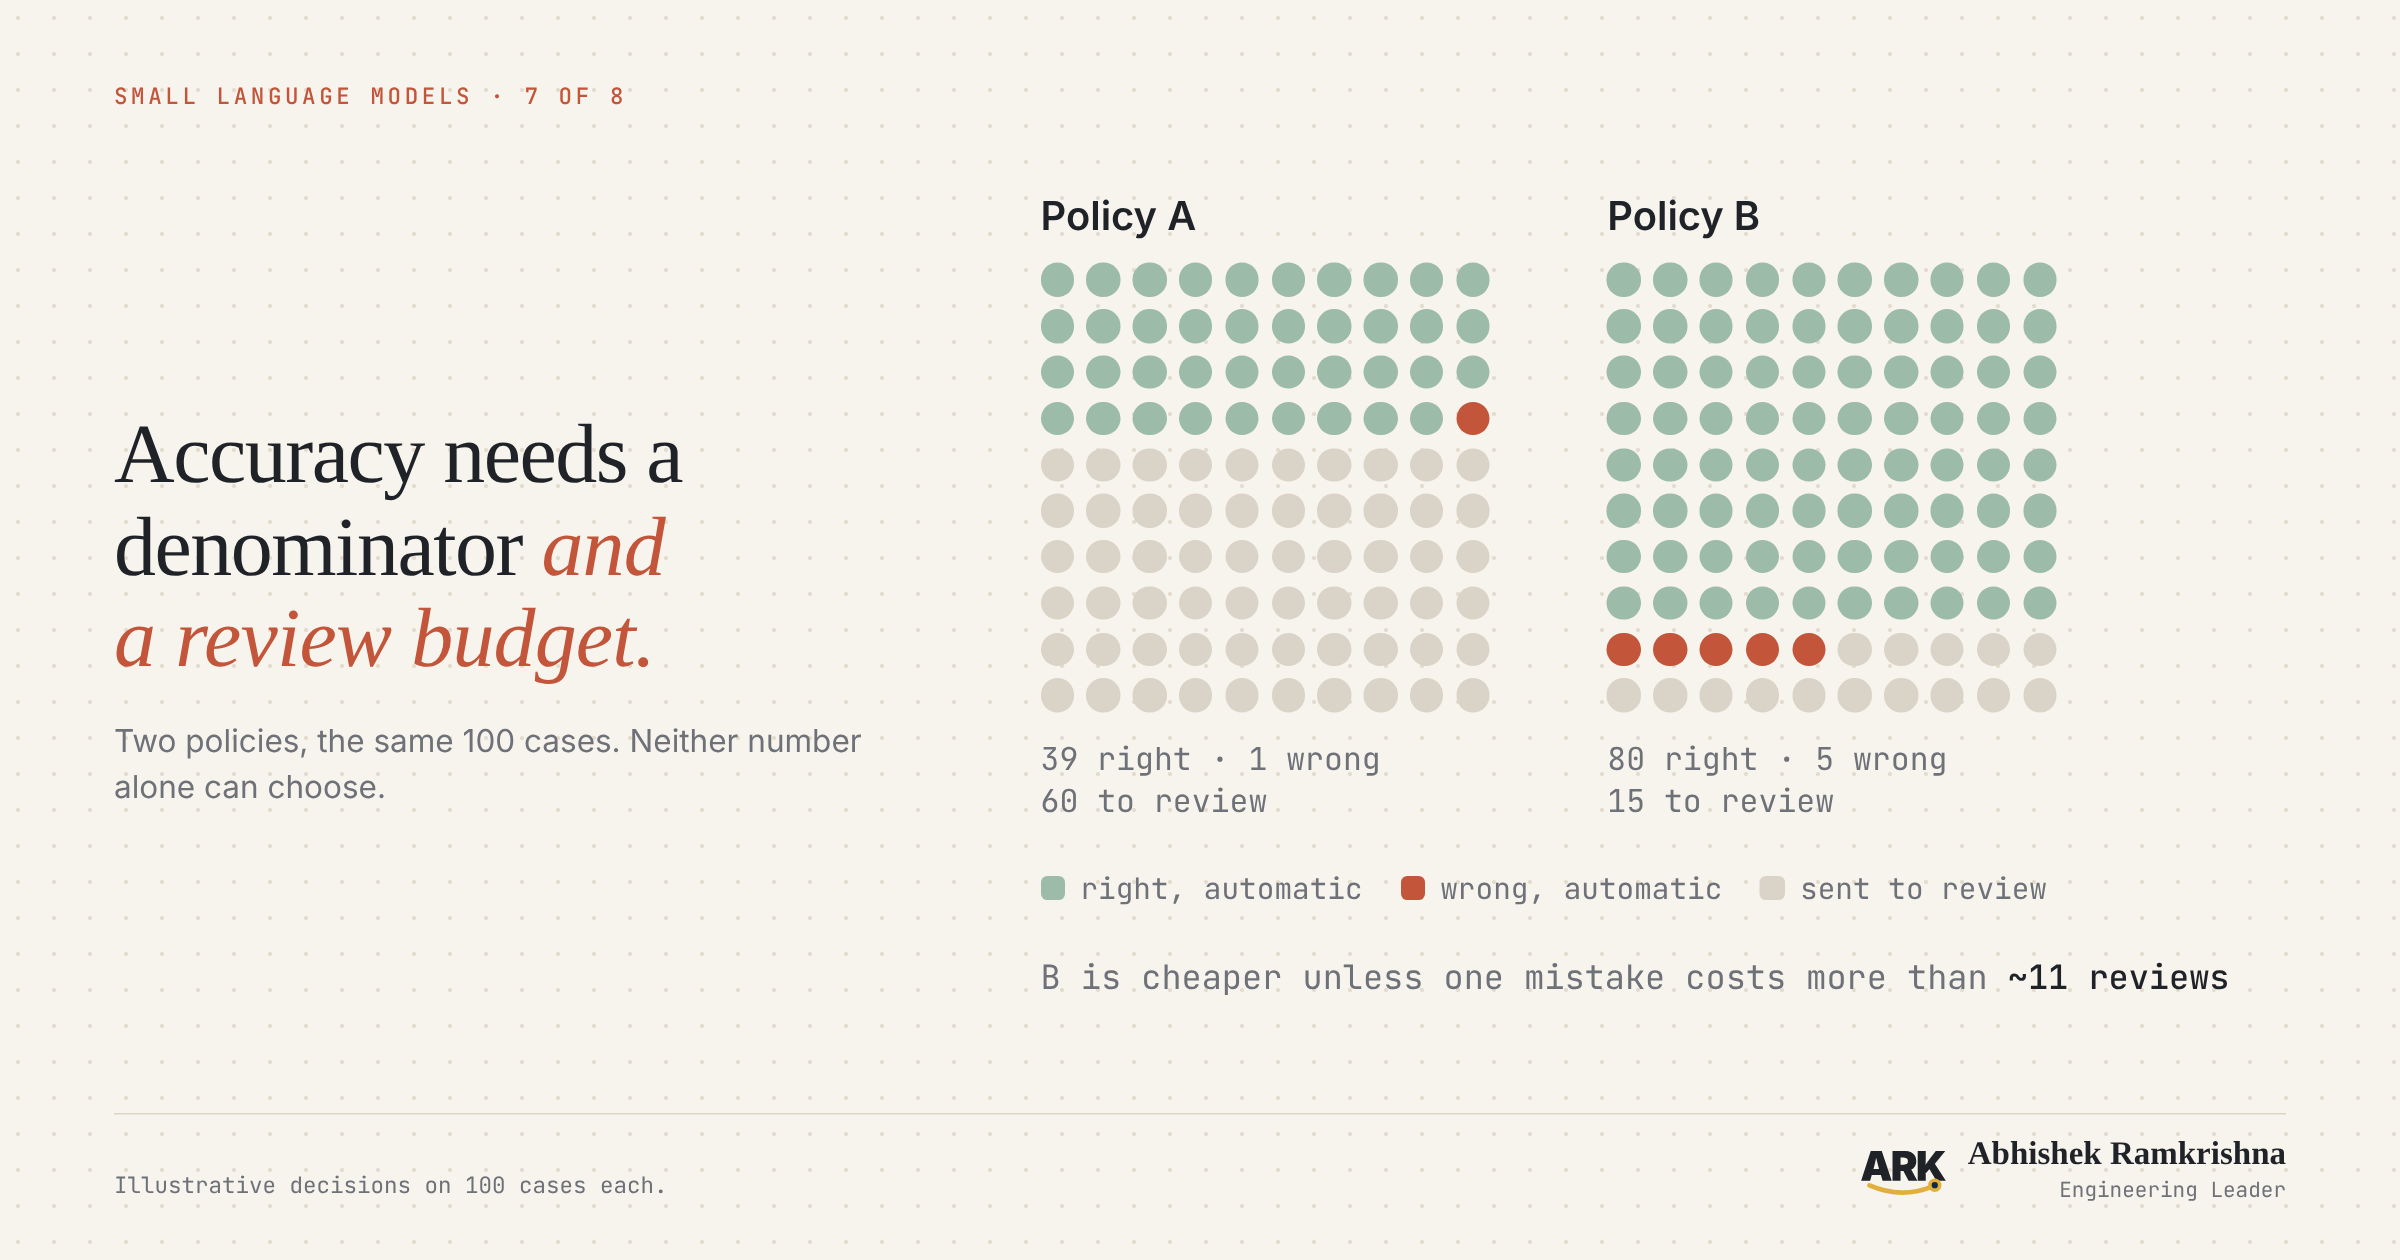 SMALL LANGUAGE MODELS · 7 OF 8
Accuracy needs a
denominator and
a review budget.
Two policies, the same 100 cases. Neither number
alone can choose.
Policy A
39 right · 1 wrong
60 to review
Policy B
80 right · 5 wrong
15 to review
right, automatic
wrong, automatic
sent to review
B is cheaper unless one mistake costs more than ~11 reviews
Illustrative decisions on 100 cases each.
ARK
Abhishek Ramkrishna
Engineering Leader